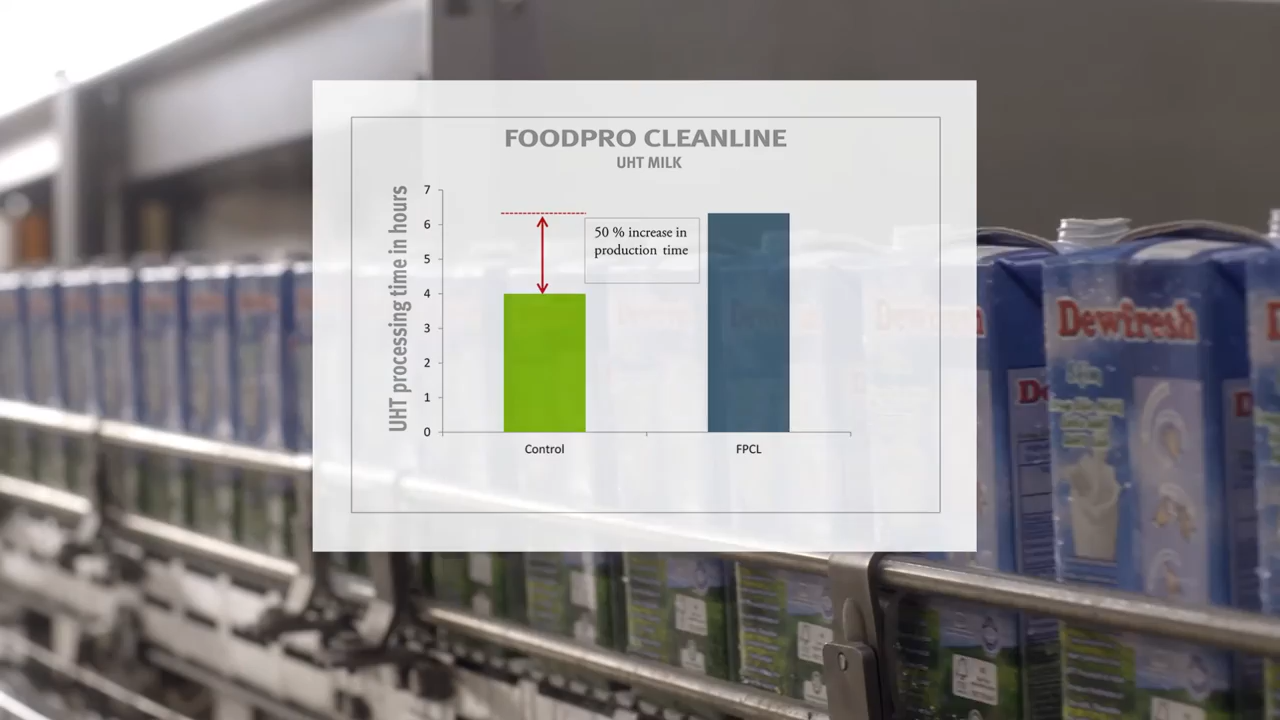 FOODPRO CLEANLINE
UHT MILK
UHT processing time in hours
7
6
5
4
3
2
1
0
50 % increase in
production time
Control
FPCL
Dewfresh